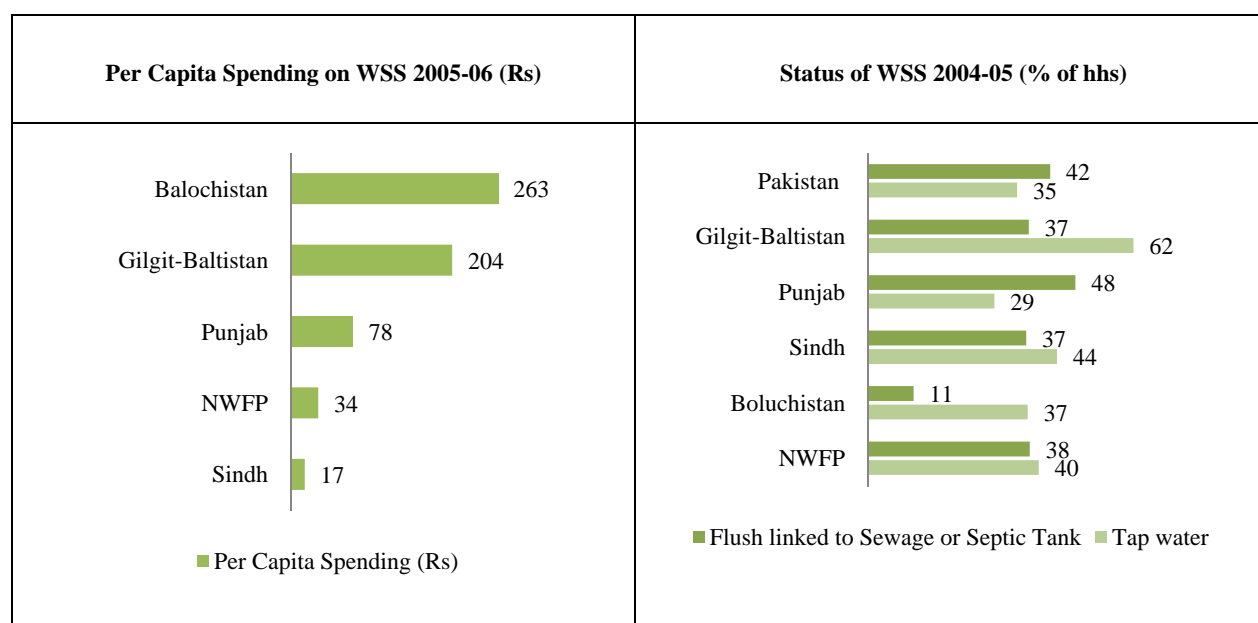 Per Capita Spending on WSS 2005-06 (Rs)
Status of WSS 2004-05 (% of hhs)
Balochistan 263
Gilgit-Baltistan 204
Punjab 78
NWFP 34
Sindh 17
Per Capita Spending (Rs)
Pakistan 42
35
Gilgit-Baltistan 37
62
Punjab 48
29
Sindh 37
44
Boluchistan 11
37
NWFP 38
40
Flush linked to Sewage or Septic Tank Tap water